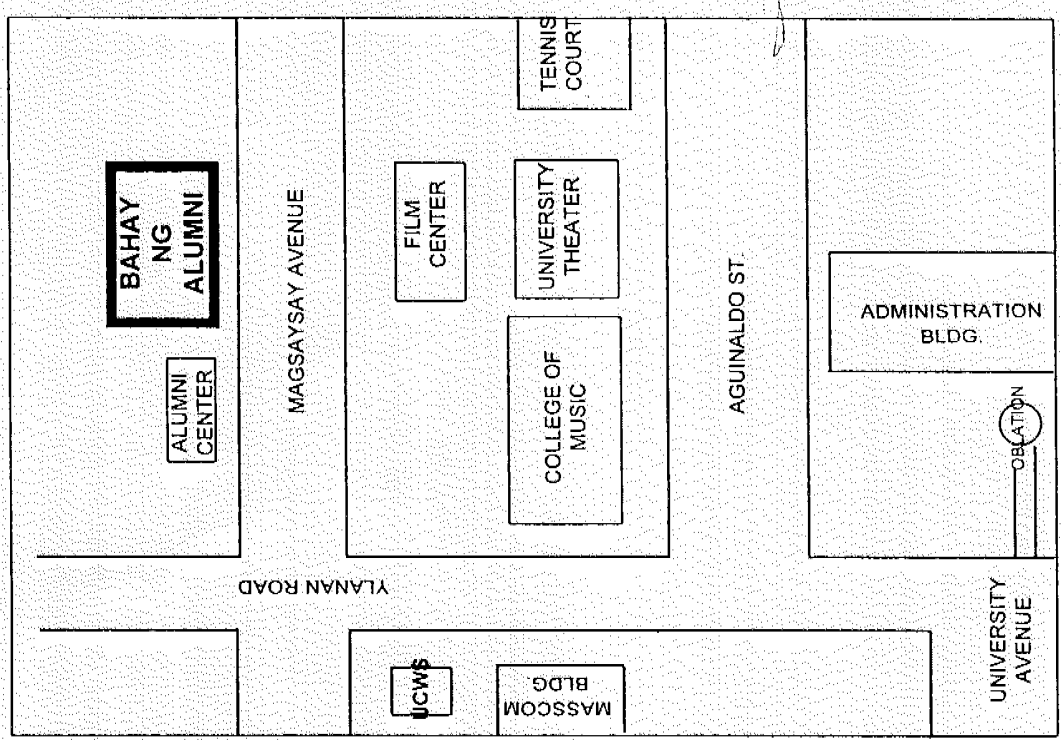 TENNIS
COURT
BAHAY
NG
ALUMNI
MAGSAYSAY AVENUE
FILM
CENTER
UNIVERSITY
THEATER
AGUINALDO ST.
ADMINISTRATION
BLDG.
ALUMNI
CENTER
COLLEGE OF
MUSIC
OBLATION
YLANAN ROAD
UNIVERSITY
AVENUE
UCWS
MASSCOM
BLDG.